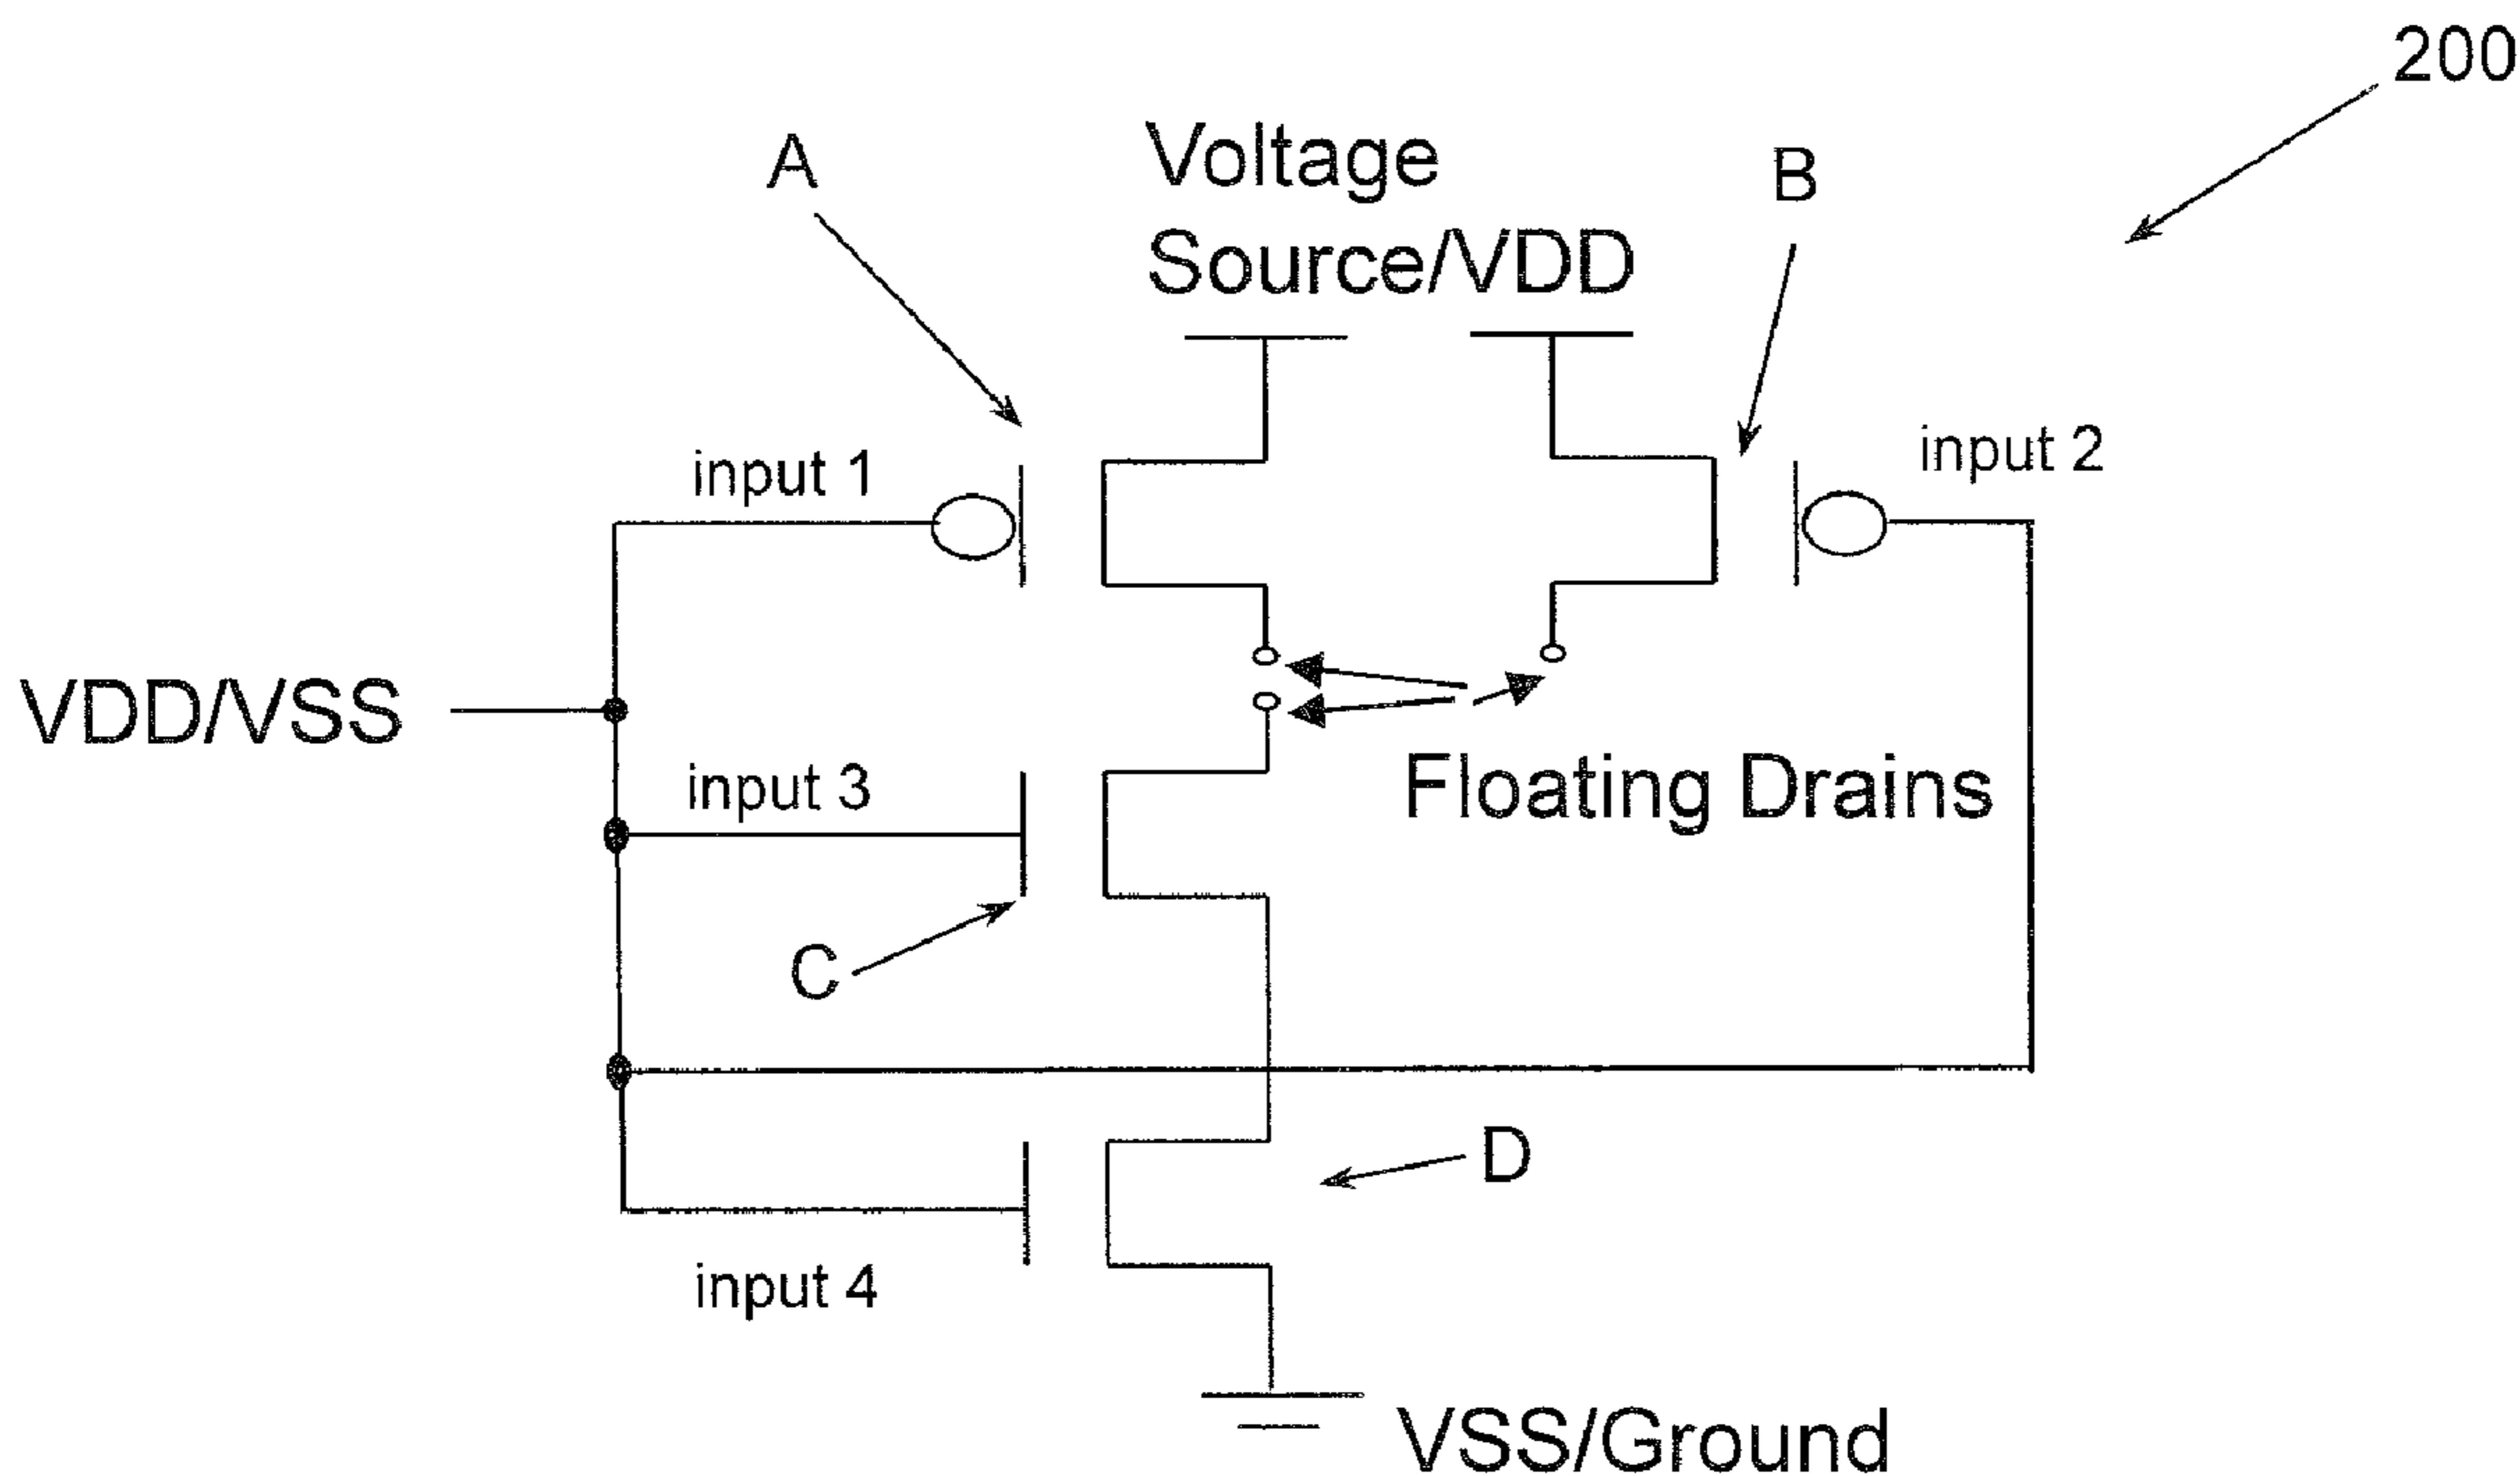 200
A
Voltage
Source/VDD
B
input 1
input 2
VDD/VSS
input 3
Floating Drains
C
D
input 4
VSS/Ground